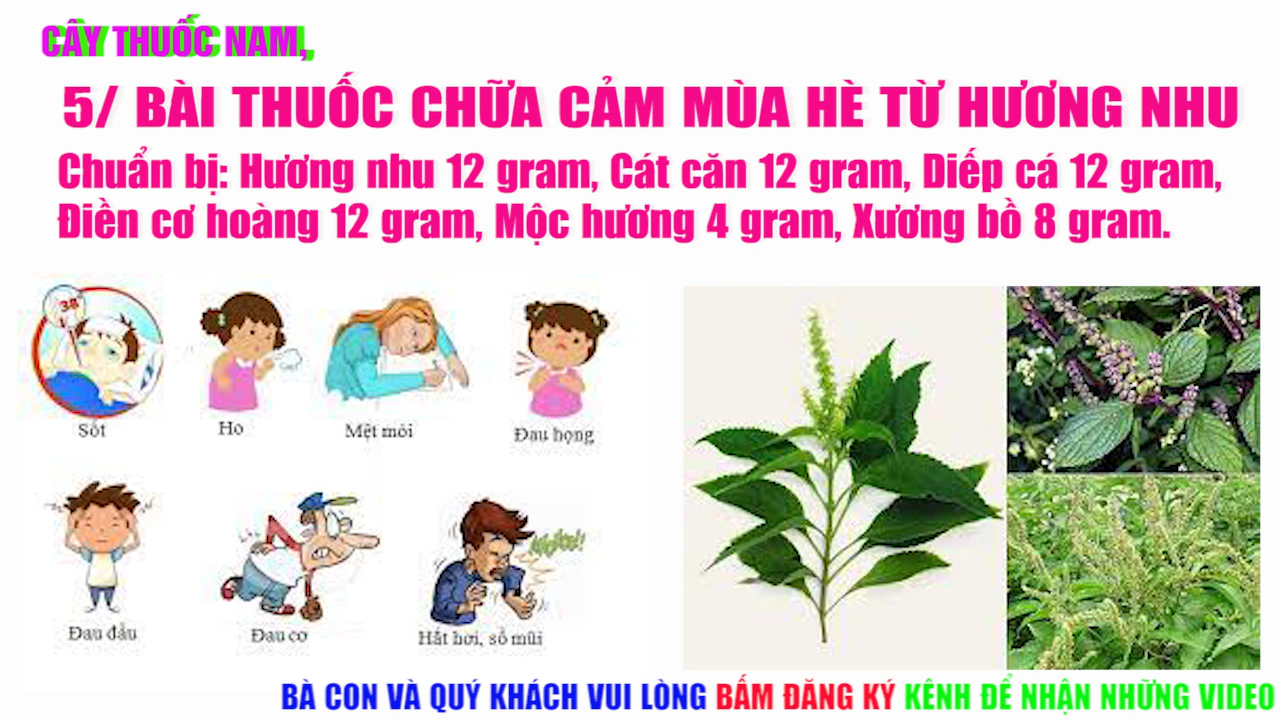 CÂY THUỐC NAM,
5/ BÀI THUỐC CHỮA CẢM MÙA HÈ TỪ HƯƠNG NHU
Chuẩn bị: Hương nhu 12 gram, Cát căn 12 gram, Diếp cá 12 gram,
Điền cơ hoàng 12 gram, Mộc hương 4 gram, Xương bồ 8 gram.
38
Sốt
Ho
Mệt mỏi
Đau họng
Đau đầu
Đau cơ
Hắt hơi, sổ mũi
BÀ CON VÀ QUÝ KHÁCH VUI LÒNG BẤM ĐĂNG KÝ KÊNH ĐỂ NHẬN NHỮNG VIDEO